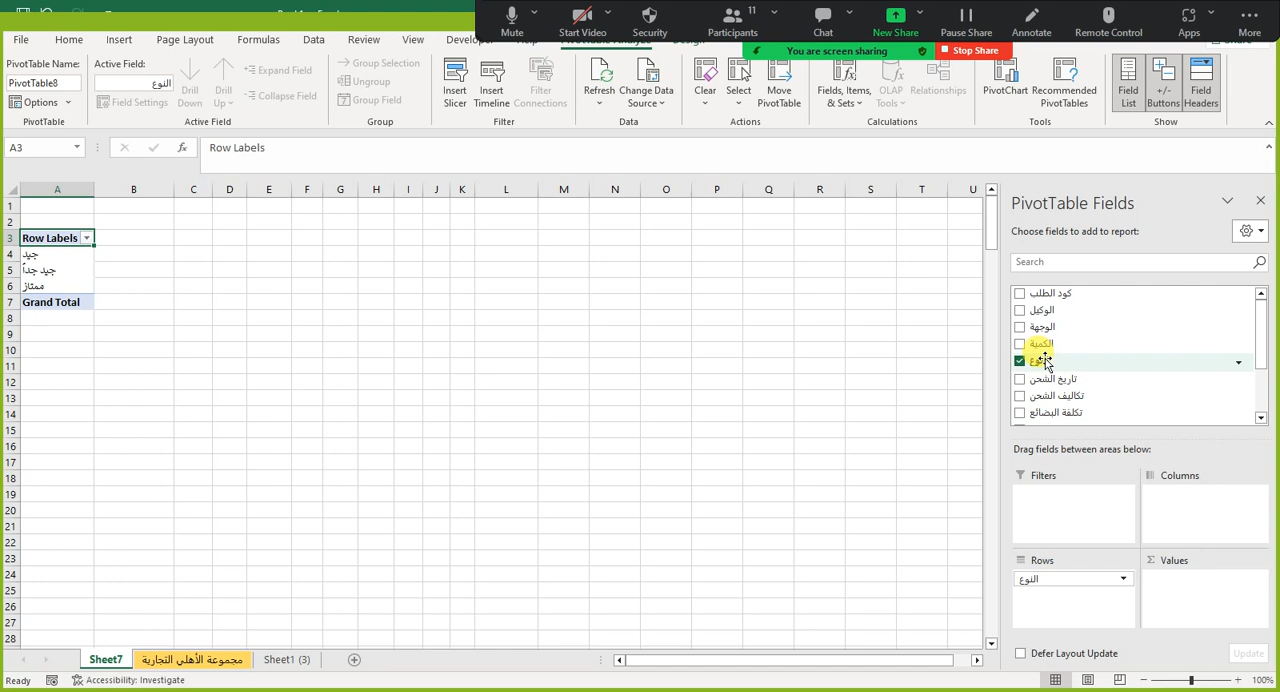 Mute
Start Video
Security
Participants
11
Chat
New Share
Pause Share
Annotate
Remote Control
Apps
More
You are screen sharing
Stop Share
File
Home
Insert
Page Layout
Formulas
Data
Review
View
PivotTable Name:
PivotTable8
Options
PivotTable
Active Field:
النوع
Field Settings
Drill Down
Drill Up
Expand Field
Collapse Field
Active Field
Group Selection
Ungroup
Group Field
Group
Insert Slicer
Insert Timeline
Filter Connections
Filter
Refresh
Change Data Source
Data
Clear
Select
Move PivotTable
Actions
Fields, Items, & Sets
OLAP Tools
Relationships
Calculations
PivotChart
Recommended PivotTables
Tools
Field List
+/- Buttons
Field Headers
Show
A3
fx
Row Labels
A B C D E F G H I J K L M N O P Q R S T U
1
2
3 Row Labels
4 جيد
5 جيد جداً
6 ممتاز
7 Grand Total
8
9
10
11
12
13
14
15
16
17
18
19
20
21
22
23
24
25
26
27
28
PivotTable Fields
Choose fields to add to report:
Search
كود الطلب
الوكيل
الوجهة
الكمية
تاريخ الشحن
تكاليف الشحن
تكلفة البضائع
Drag fields between areas below:
Filters
Columns
Rows
Values
النوع
Defer Layout Update
Update
Sheet7
مجموعة الأهلي التجارية
Sheet1 (3)
Ready
Accessibility: Investigate
100%